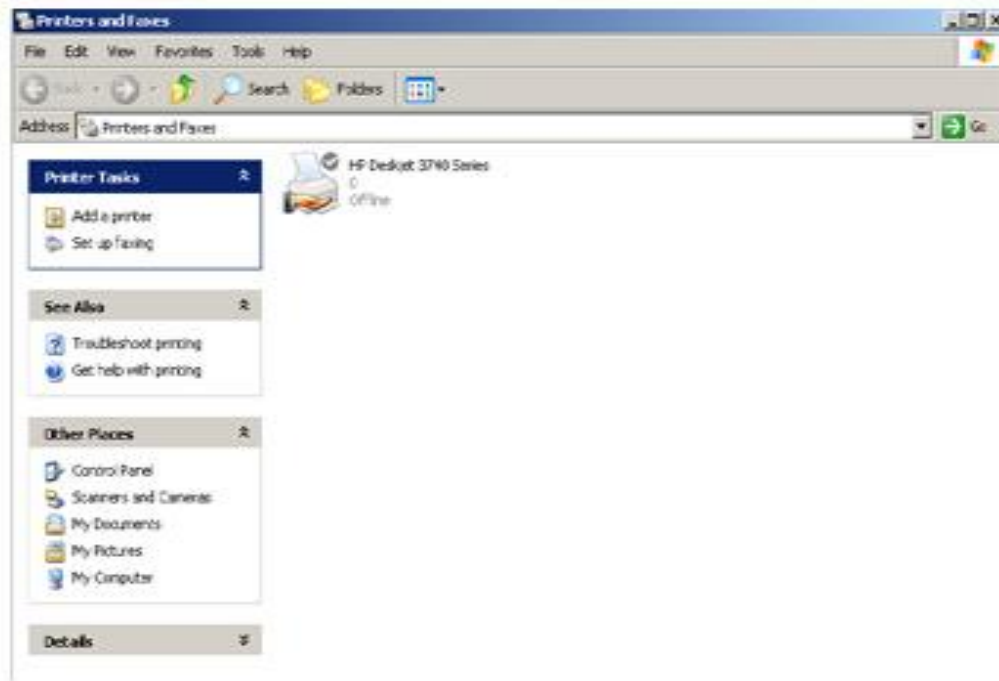 Printers and Faxes
File Edit View Favorites Tools Help
Back Search Folders
Address Printers and Faxes Go
Printer Tasks
Add a printer
Set up faxing
HP Deskjet 3740 Series
0
Offline
See Also
Troubleshoot printing
Get help with printing
Other Places
Control Panel
Scanners and Cameras
My Documents
My Pictures
My Computer
Details